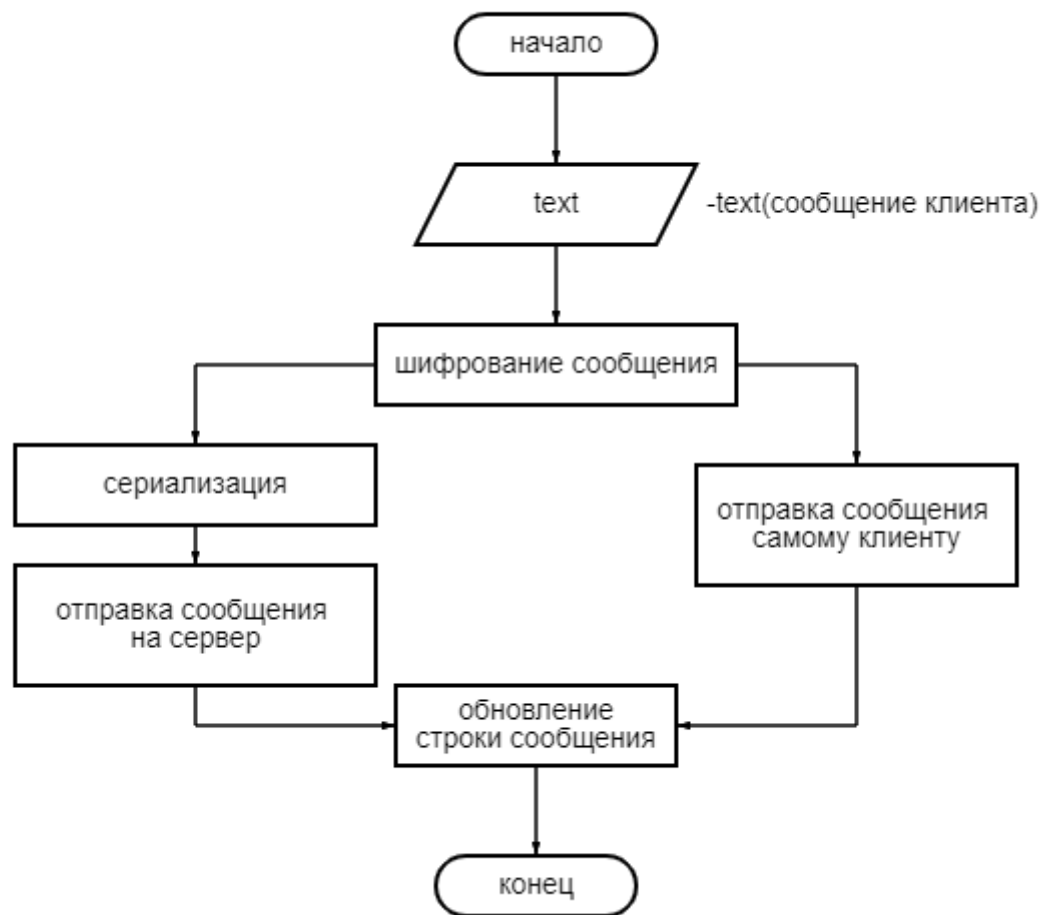 начало
text
-text(сообщение клиента)
шифрование сообщения
сериализация
отправка сообщения
самому клиенту
отправка сообщения
на сервер
обновление
строки сообщения
конец